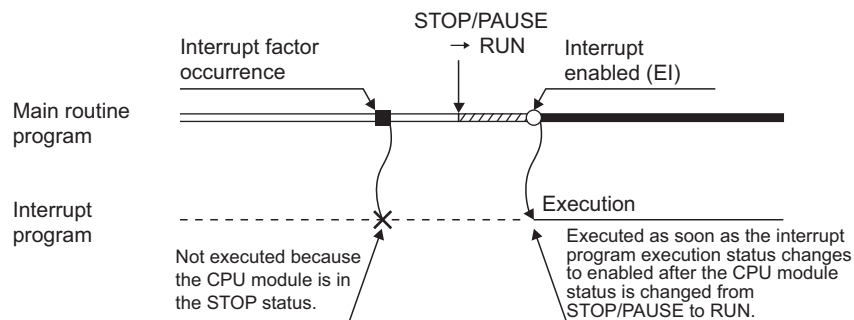 STOP/PAUSE
→ RUN
Interrupt factor
occurrence
Interrupt
enabled (EI)
Main routine
program
Interrupt
program
Execution
Not executed because
the CPU module is in
the STOP status.
Executed as soon as the interrupt
program execution status changes
to enabled after the CPU module
status is changed from
STOP/PAUSE to RUN.